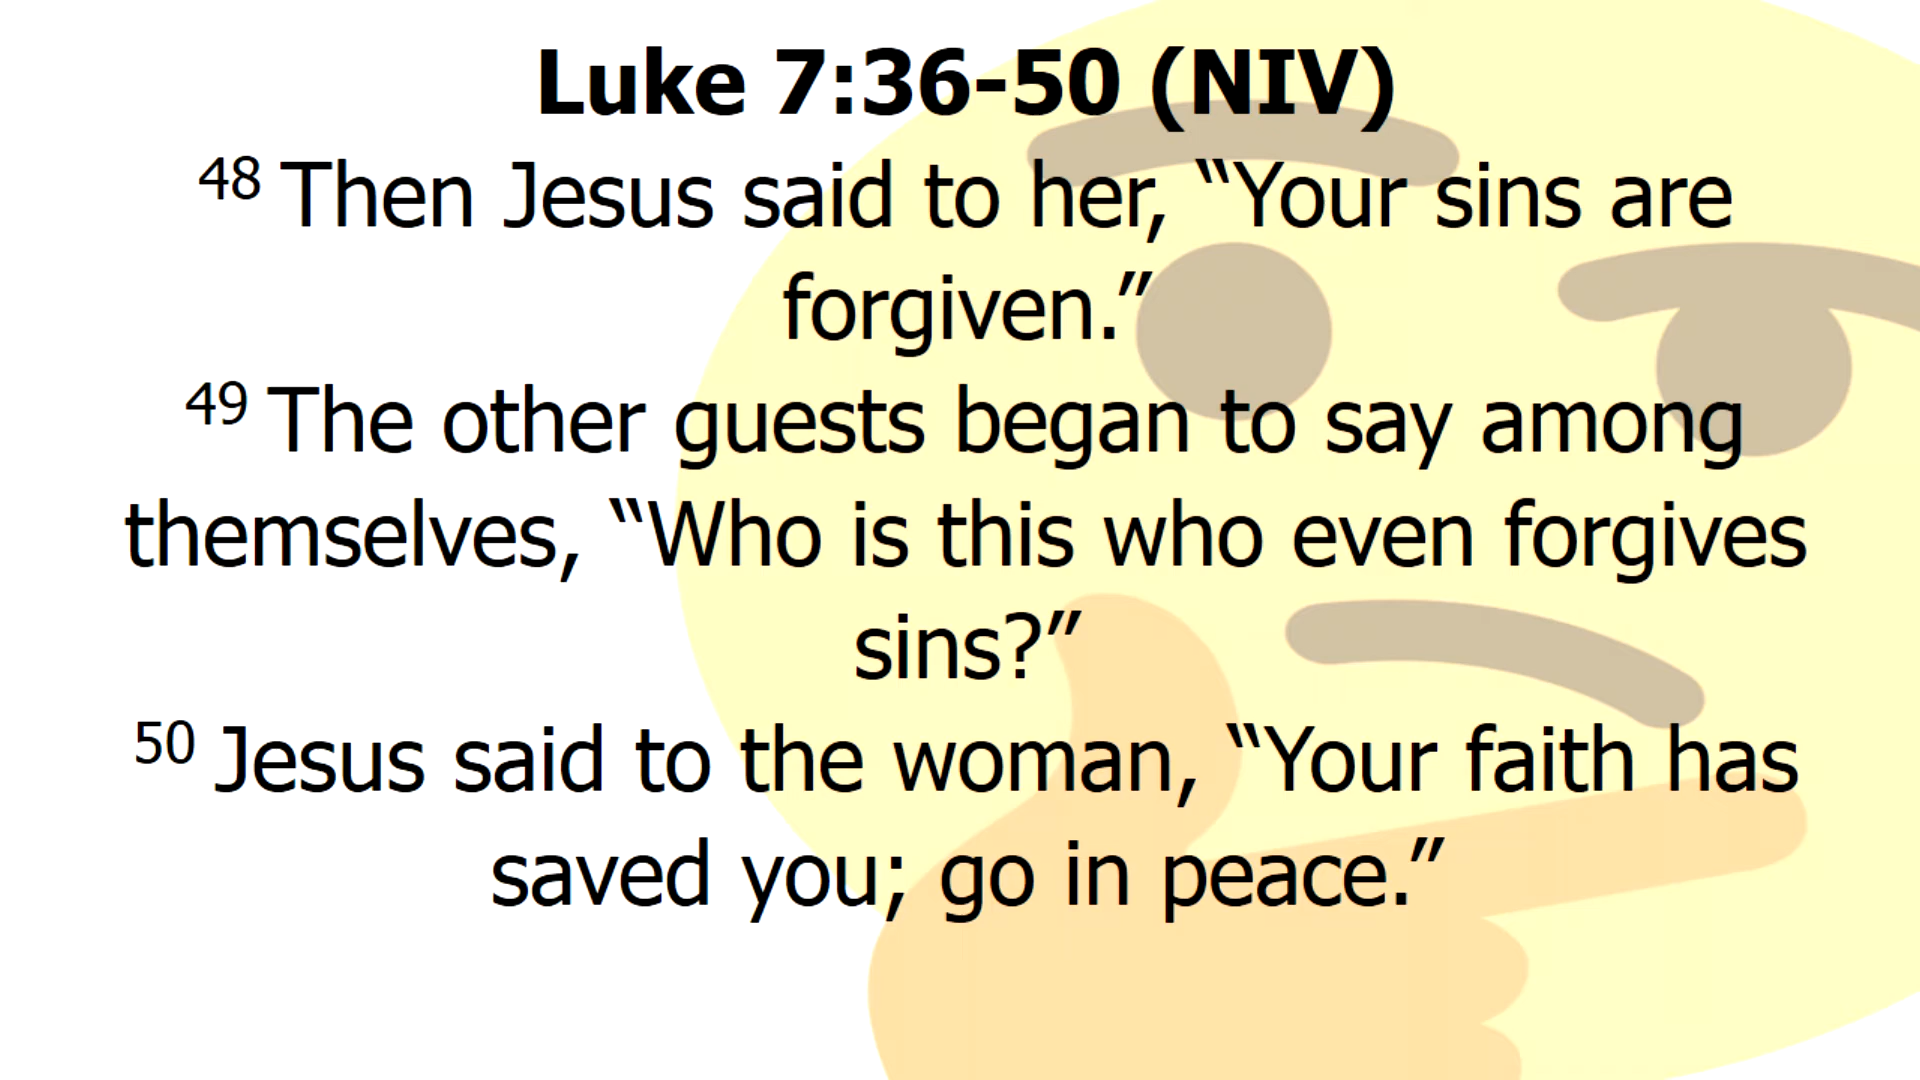 Luke 7:36-50 (NIV)
48 Then Jesus said to her, “Your sins are
forgiven.”
49 The other guests began to say among
themselves, “Who is this who even forgives
sins?”
50 Jesus said to the woman, “Your faith has
saved you; go in peace.”